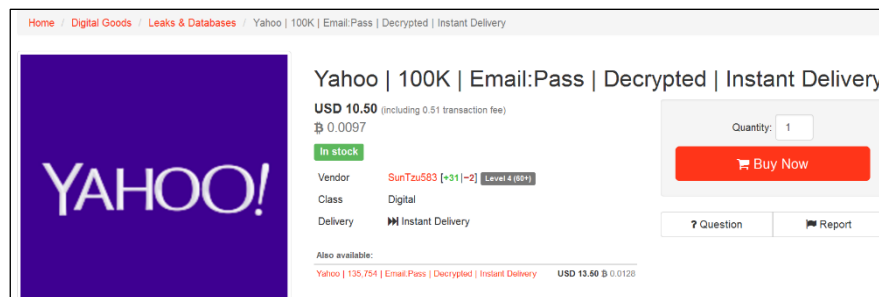 Home / Digital Goods / Leaks & Databases / Yahoo | 100K | Email:Pass | Decrypted | Instant Delivery
YAHOO!
Yahoo | 100K | Email:Pass | Decrypted | Instant Delivery
USD 10.50 (including 0.51 transaction fee)
฿ 0.0097
In stock
Vendor SunTzu583 [+31|−2] Level 4 (60+)
Class Digital
Delivery Instant Delivery
Also available:
Yahoo | 135,754 | Email:Pass | Decrypted | Instant Delivery USD 13.50 ฿ 0.0128
Quantity: 1
Buy Now
? Question
Report